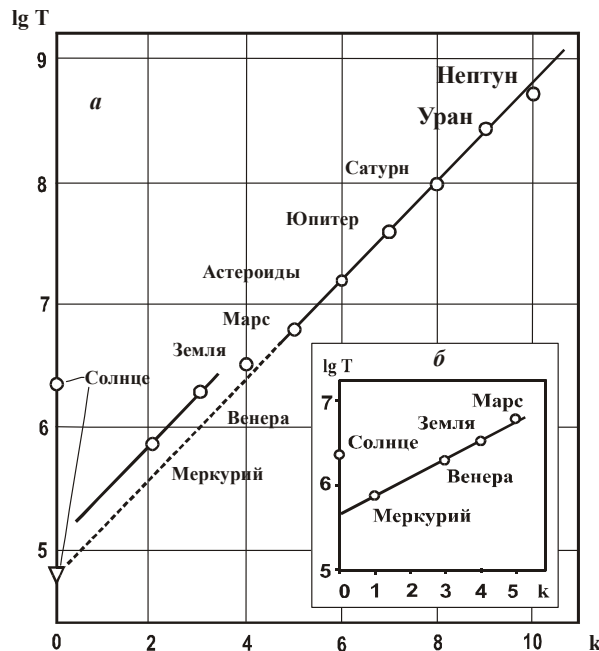 lg T
9
Нептун
а
Уран
Сатурн
8
Юпитер
Астероиды
7
Марс
Земля
Солнце
6
Венера
Меркурий
5
0 2 4 6 8 10 k
lg T
б
7
Марс
Земля
Солнце
6
Венера
Меркурий
5
0 1 2 3 4 5 k